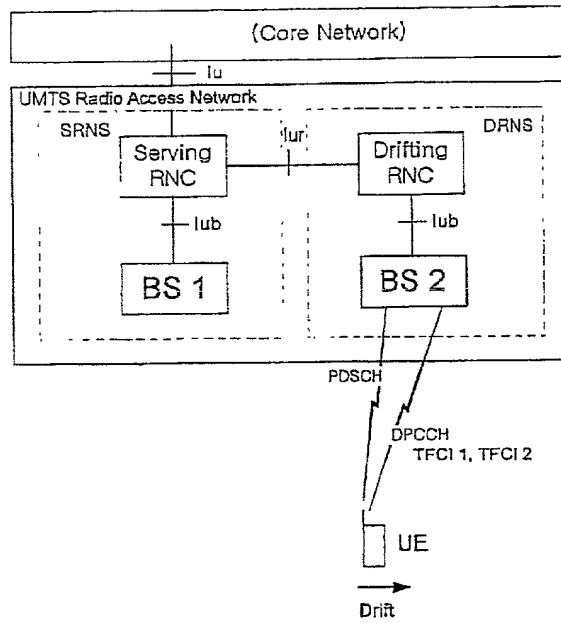 (Core Network)
Iu
UMTS Radio Access Network
SRNS
Iur
DRNS
Serving
RNC
Drifting
RNC
Iub
Iub
BS 1
BS 2
PDSCH
DPCCH
TFCI 1, TFCI 2
UE
Drift